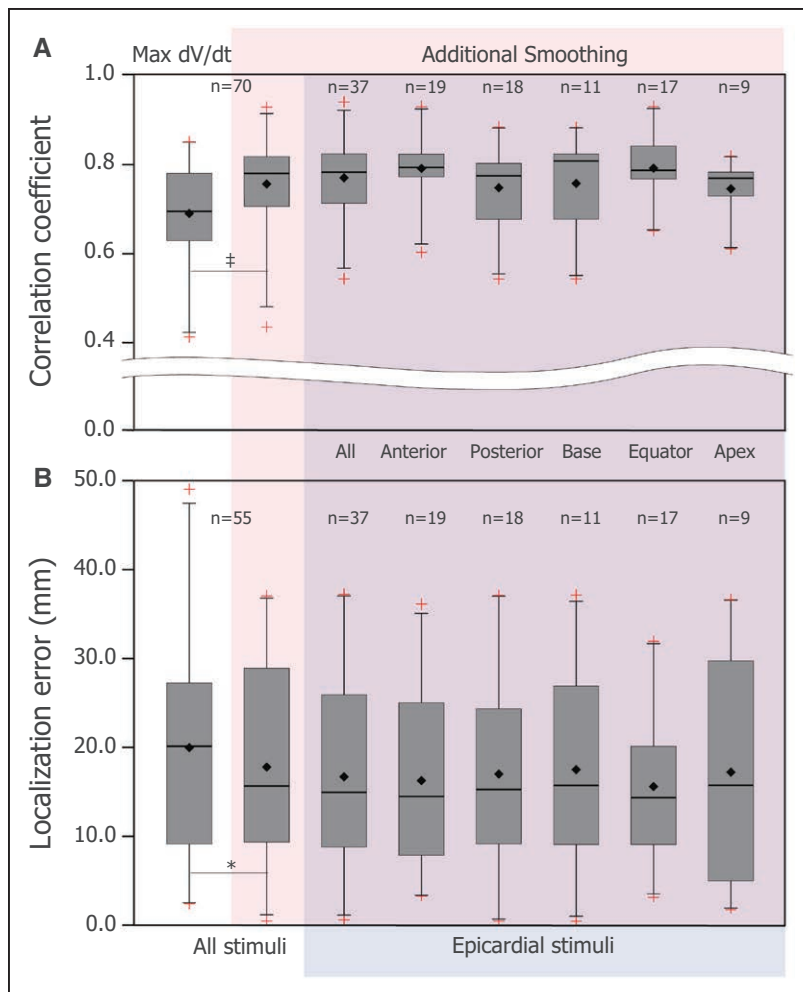 A
Max dV/dt
Additional Smoothing
n=70
n=37
n=19
n=18
n=11
n=17
n=9
Correlation coefficient
1.0
0.8
0.6
0.4
0.0
‡
All
Anterior
Posterior
Base
Equator
Apex
B
n=55
n=37
n=19
n=18
n=11
n=17
n=9
Localization error (mm)
50.0
40.0
30.0
20.0
10.0
0.0
*
All stimuli
Epicardial stimuli